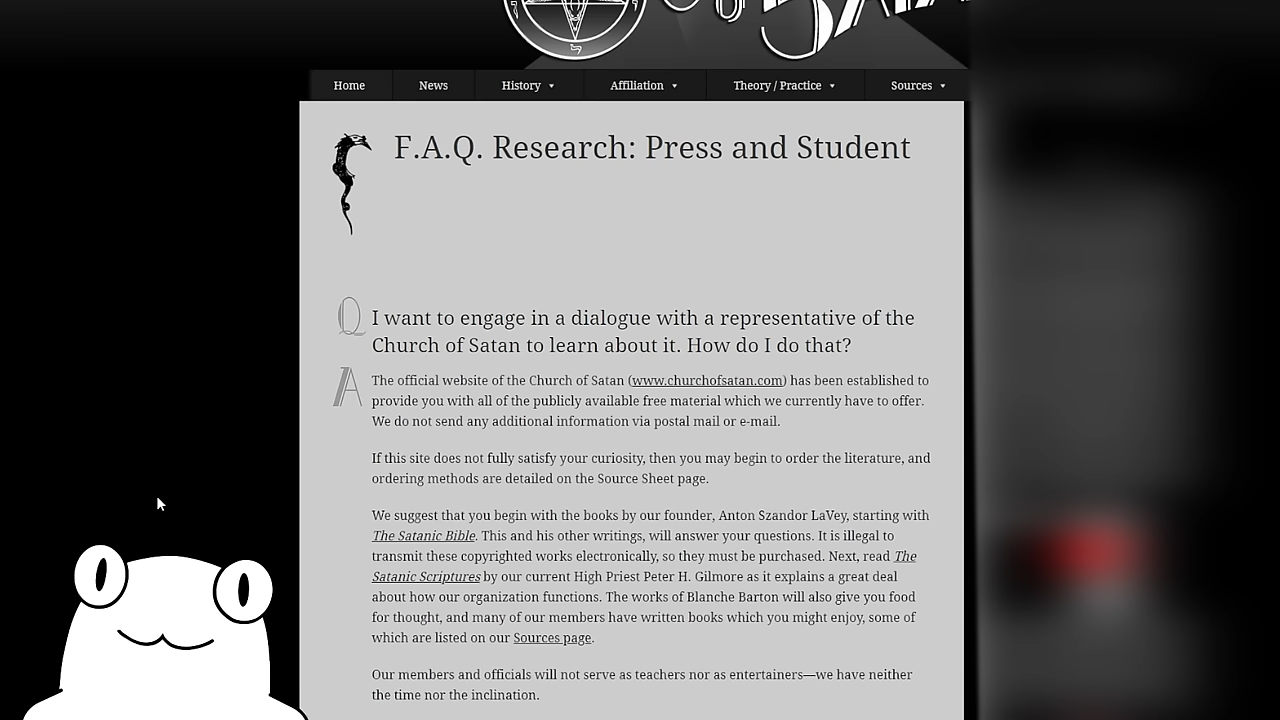 OF SATAN
Home News History Affiliation Theory / Practice Sources
F.A.Q. Research: Press and Student
Q I want to engage in a dialogue with a representative of the
Church of Satan to learn about it. How do I do that?
A The official website of the Church of Satan (www.churchofsatan.com) has been established to
provide you with all of the publicly available free material which we currently have to offer.
We do not send any additional information via postal mail or e-mail.
If this site does not fully satisfy your curiosity, then you may begin to order the literature, and
ordering methods are detailed on the Source Sheet page.
We suggest that you begin with the books by our founder, Anton Szandor LaVey, starting with
The Satanic Bible. This and his other writings, will answer your questions. It is illegal to
transmit these copyrighted works electronically, so they must be purchased. Next, read The
Satanic Scriptures by our current High Priest Peter H. Gilmore as it explains a great deal
about how our organization functions. The works of Blanche Barton will also give you food
for thought, and many of our members have written books which you might enjoy, some of
which are listed on our Sources page.
Our members and officials will not serve as teachers nor as entertainers—we have neither
the time nor the inclination.